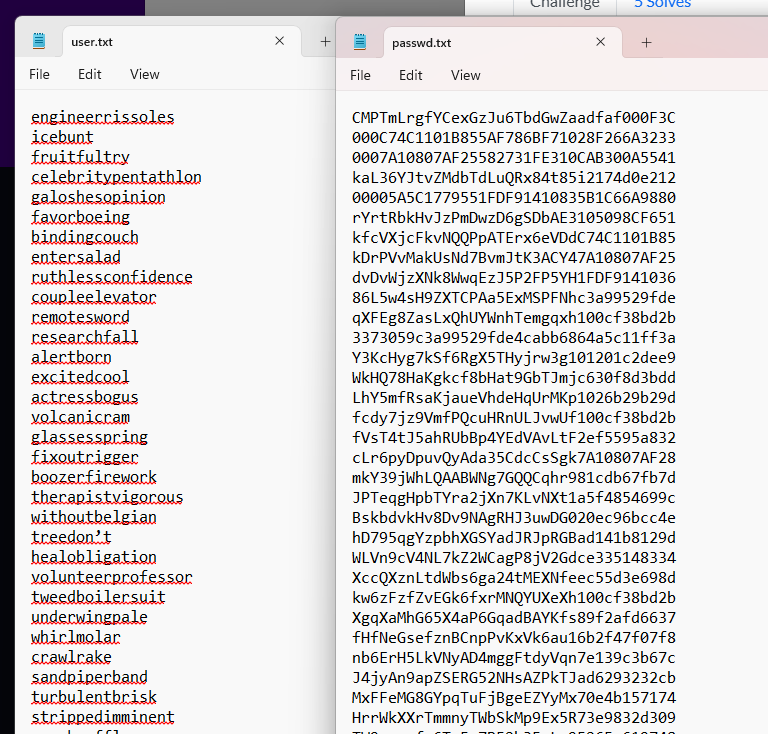 Challenge 5 Solves
user.txt
File Edit View
engineerrissoles
icebunt
fruitfultry
celebritypentathlon
galoshesopinion
favorboeing
bindingcouch
entersalad
ruthlessconfidence
coupleelevator
remotesword
researchfall
alertborn
excitedcool
actressbogus
volcanicram
glassesspring
fixoutrigger
boozerfirework
therapistvigorous
withoutbelgian
treedon’t
healobligation
volunteerprofessor
tweedboilersuit
underwingpale
whirlmolar
crawlrake
sandpiperband
turbulentbrisk
strippedimminent
passwd.txt
File Edit View
CMPTmLrgfYCexGzJu6TbdGwZaadfaf000F3C
000C74C1101B855AF786BF71028F266A3233
0007A10807AF25582731FE310CAB300A5541
kaL36YJtvZMdbTdLuQRx84t85i2174d0e212
00005A5C1779551FDF91410835B1C66A9880
rYrtRbkHvJzPmDwzD6gSDbAE3105098CF651
kfcVXjcFkvNQQPpATErx6eVDdC74C1101B85
kDrPVvMakUsNd7BvmJtK3ACY47A10807AF25
dvDvWjzXNk8WwqEzJ5P2FP5YH1FDF9141036
86L5w4sH9ZXTCPAa5ExMSPFNhc3a99529fde
qXFEg8ZasLxQhUYWnhTemgqxh100cf38bd2b
3373059c3a99529fde4cabb6864a5c11ff3a
Y3KcHyg7kSf6RgX5THyjrw3g101201c2dee9
WkHQ78HaKgkcf8bHat9GbTJmjc630f8d3bdd
LhY5mfRsaKjaueVhdeHqUrMKp1026b29b29d
fcdy7jz9VmfPQcuHRnULJvwUf100cf38bd2b
fVsT4tJ5ahRUbBp4YEdVAvLtF2ef5595a832
cLr6pyDpuvQyAda35CdcCsSgk7A10807AF28
mkY39jWhLQAABWNg7GQQCqhr981cdb67fb7d
JPTeqgHpbTYra2jXn7KLvNXt1a5f4854699c
BskbdvkHv8Dv9NAgRHJ3uwDG020ec96bcc4e
hD795qgYzpbhXGSYadJRJpRGBad141b8129d
WLVn9cV4NL7kZ2WCagP8jV2Gdce335148334
XccQXznLtdWbs6ga24tMEXNfeec55d3e698d
kw6zFzfZvEGk6fxrMNQYUXeXh100cf38bd2b
XgqXaMhG65X4aP6GqadBAYKfs89f2afd6637
fHfNeGsefznBCnpPvKxVk6au16b2f47f07f8
nb6ErH5LkVNyAD4mggFtdyVqn7e139c3b67c
J4jyAn9apZSERG52NHsAZPkTJad6293232cb
MxFFeMG8GYpqTuFjBgeEZYyMx70e4b157174
HrrWkXXrTmmnyTWbSkMp9Ex5R73e9832d309